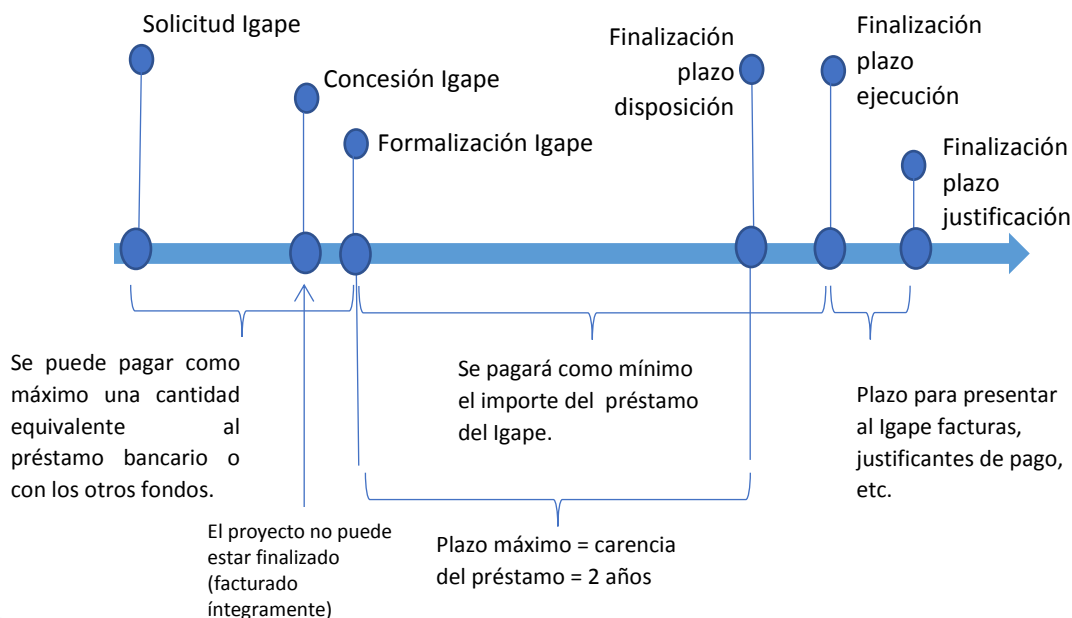 Solicitud Igape
Concesión Igape
Formalización Igape
Finalización
plazo
disposición
Finalización
plazo
ejecución
Finalización
plazo
justificación
Se puede pagar como
máximo una cantidad
equivalente al
préstamo bancario o
con los otros fondos.
El proyecto no puede
estar finalizado
(facturado
íntegramente)
Se pagará como mínimo
el importe del préstamo
del Igape.
Plazo máximo = carencia
del préstamo = 2 años
Plazo para presentar
al Igape facturas,
justificantes de pago,
etc.